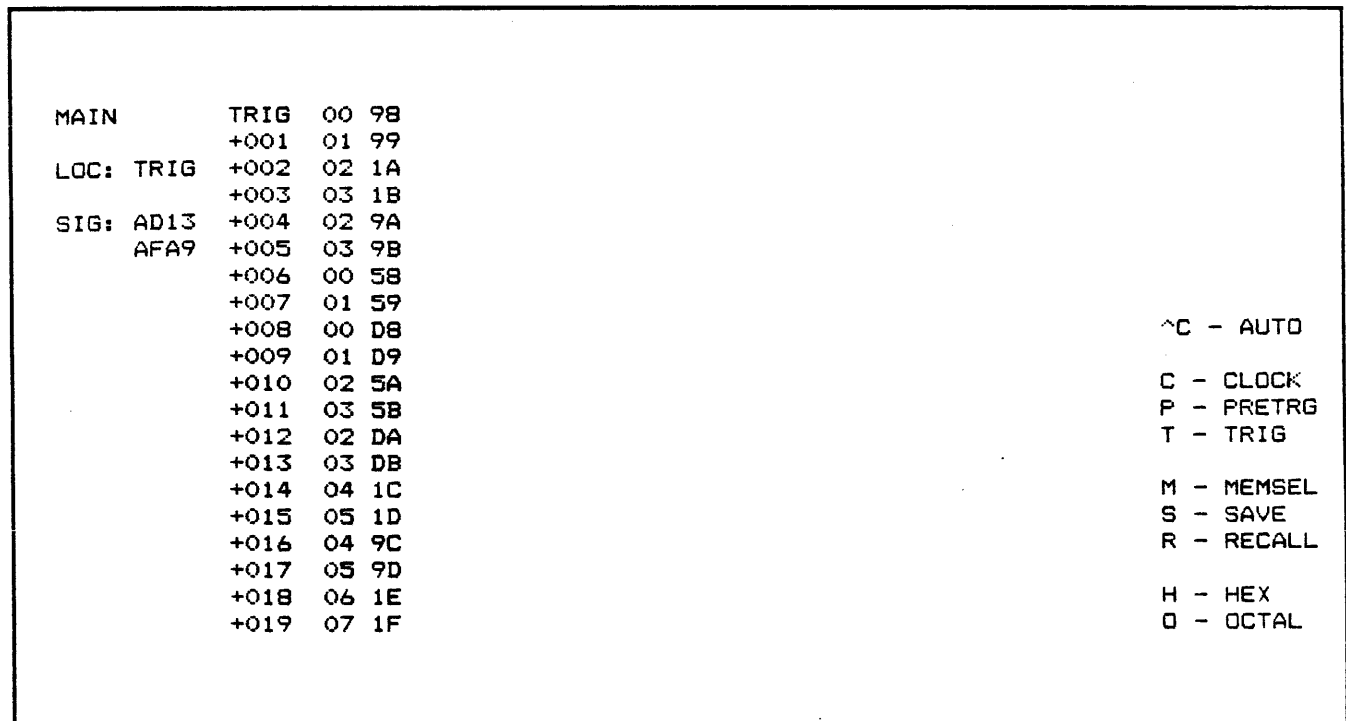 MAIN TRIG 00 98
+001 01 99
LOC: TRIG +002 02 1A
+003 03 1B
SIG: AD13 +004 02 9A
AFA9 +005 03 9B
+006 00 58
+007 01 59
+008 00 D8 ^C - AUTO
+009 01 D9
+010 02 5A C - CLOCK
+011 03 5B P - PRETRG
+012 02 DA T - TRIG
+013 03 DB
+014 04 1C M - MEMSEL
+015 05 1D S - SAVE
+016 04 9C R - RECALL
+017 05 9D
+018 06 1E H - HEX
+019 07 1F O - OCTAL